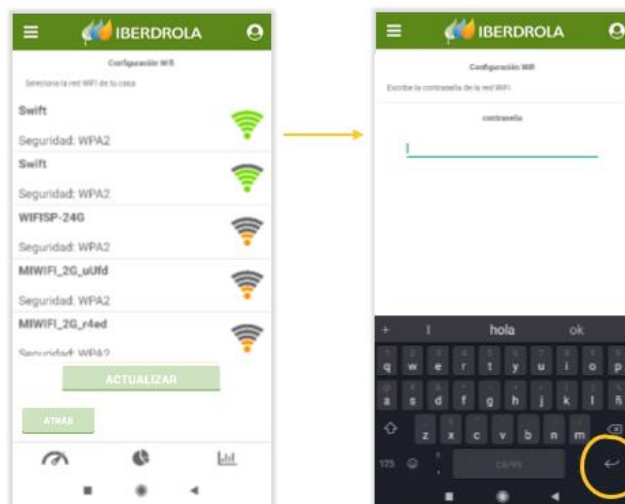 IBERDROLA
Configuración Wifi
Selecciona la red WIFI de tu casa
Swift
Seguridad: WPA2
Swift
Seguridad: WPA2
WIFISP-24G
Seguridad: WPA2
MIWIFI_2G_uUfd
Seguridad: WPA2
MIWIFI_2G_r4ed
Seguridad: WPA2
ACTUALIZAR
ATRÁS
IBERDROLA
Configuración Wifi
Escribe la contraseña de la red WIFI
contraseña
+ I hola ok
q w e r t y u i o p
a s d f g h j k l ñ
z x c v b n m
123